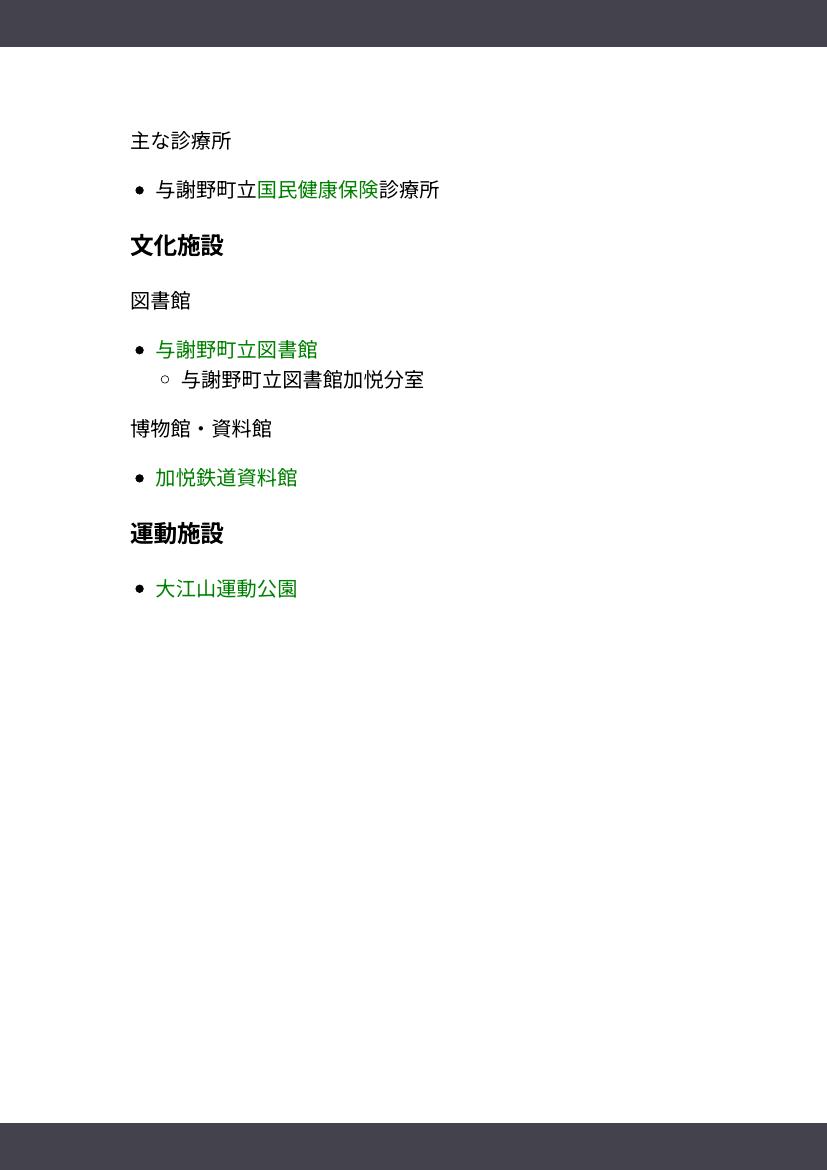 主な診療所
与謝野町立国民健康保険診療所
文化施設
図書館
与謝野町立図書館
与謝野町立図書館加悦分室
博物館・資料館
加悦鉄道資料館
運動施設
大江山運動公園